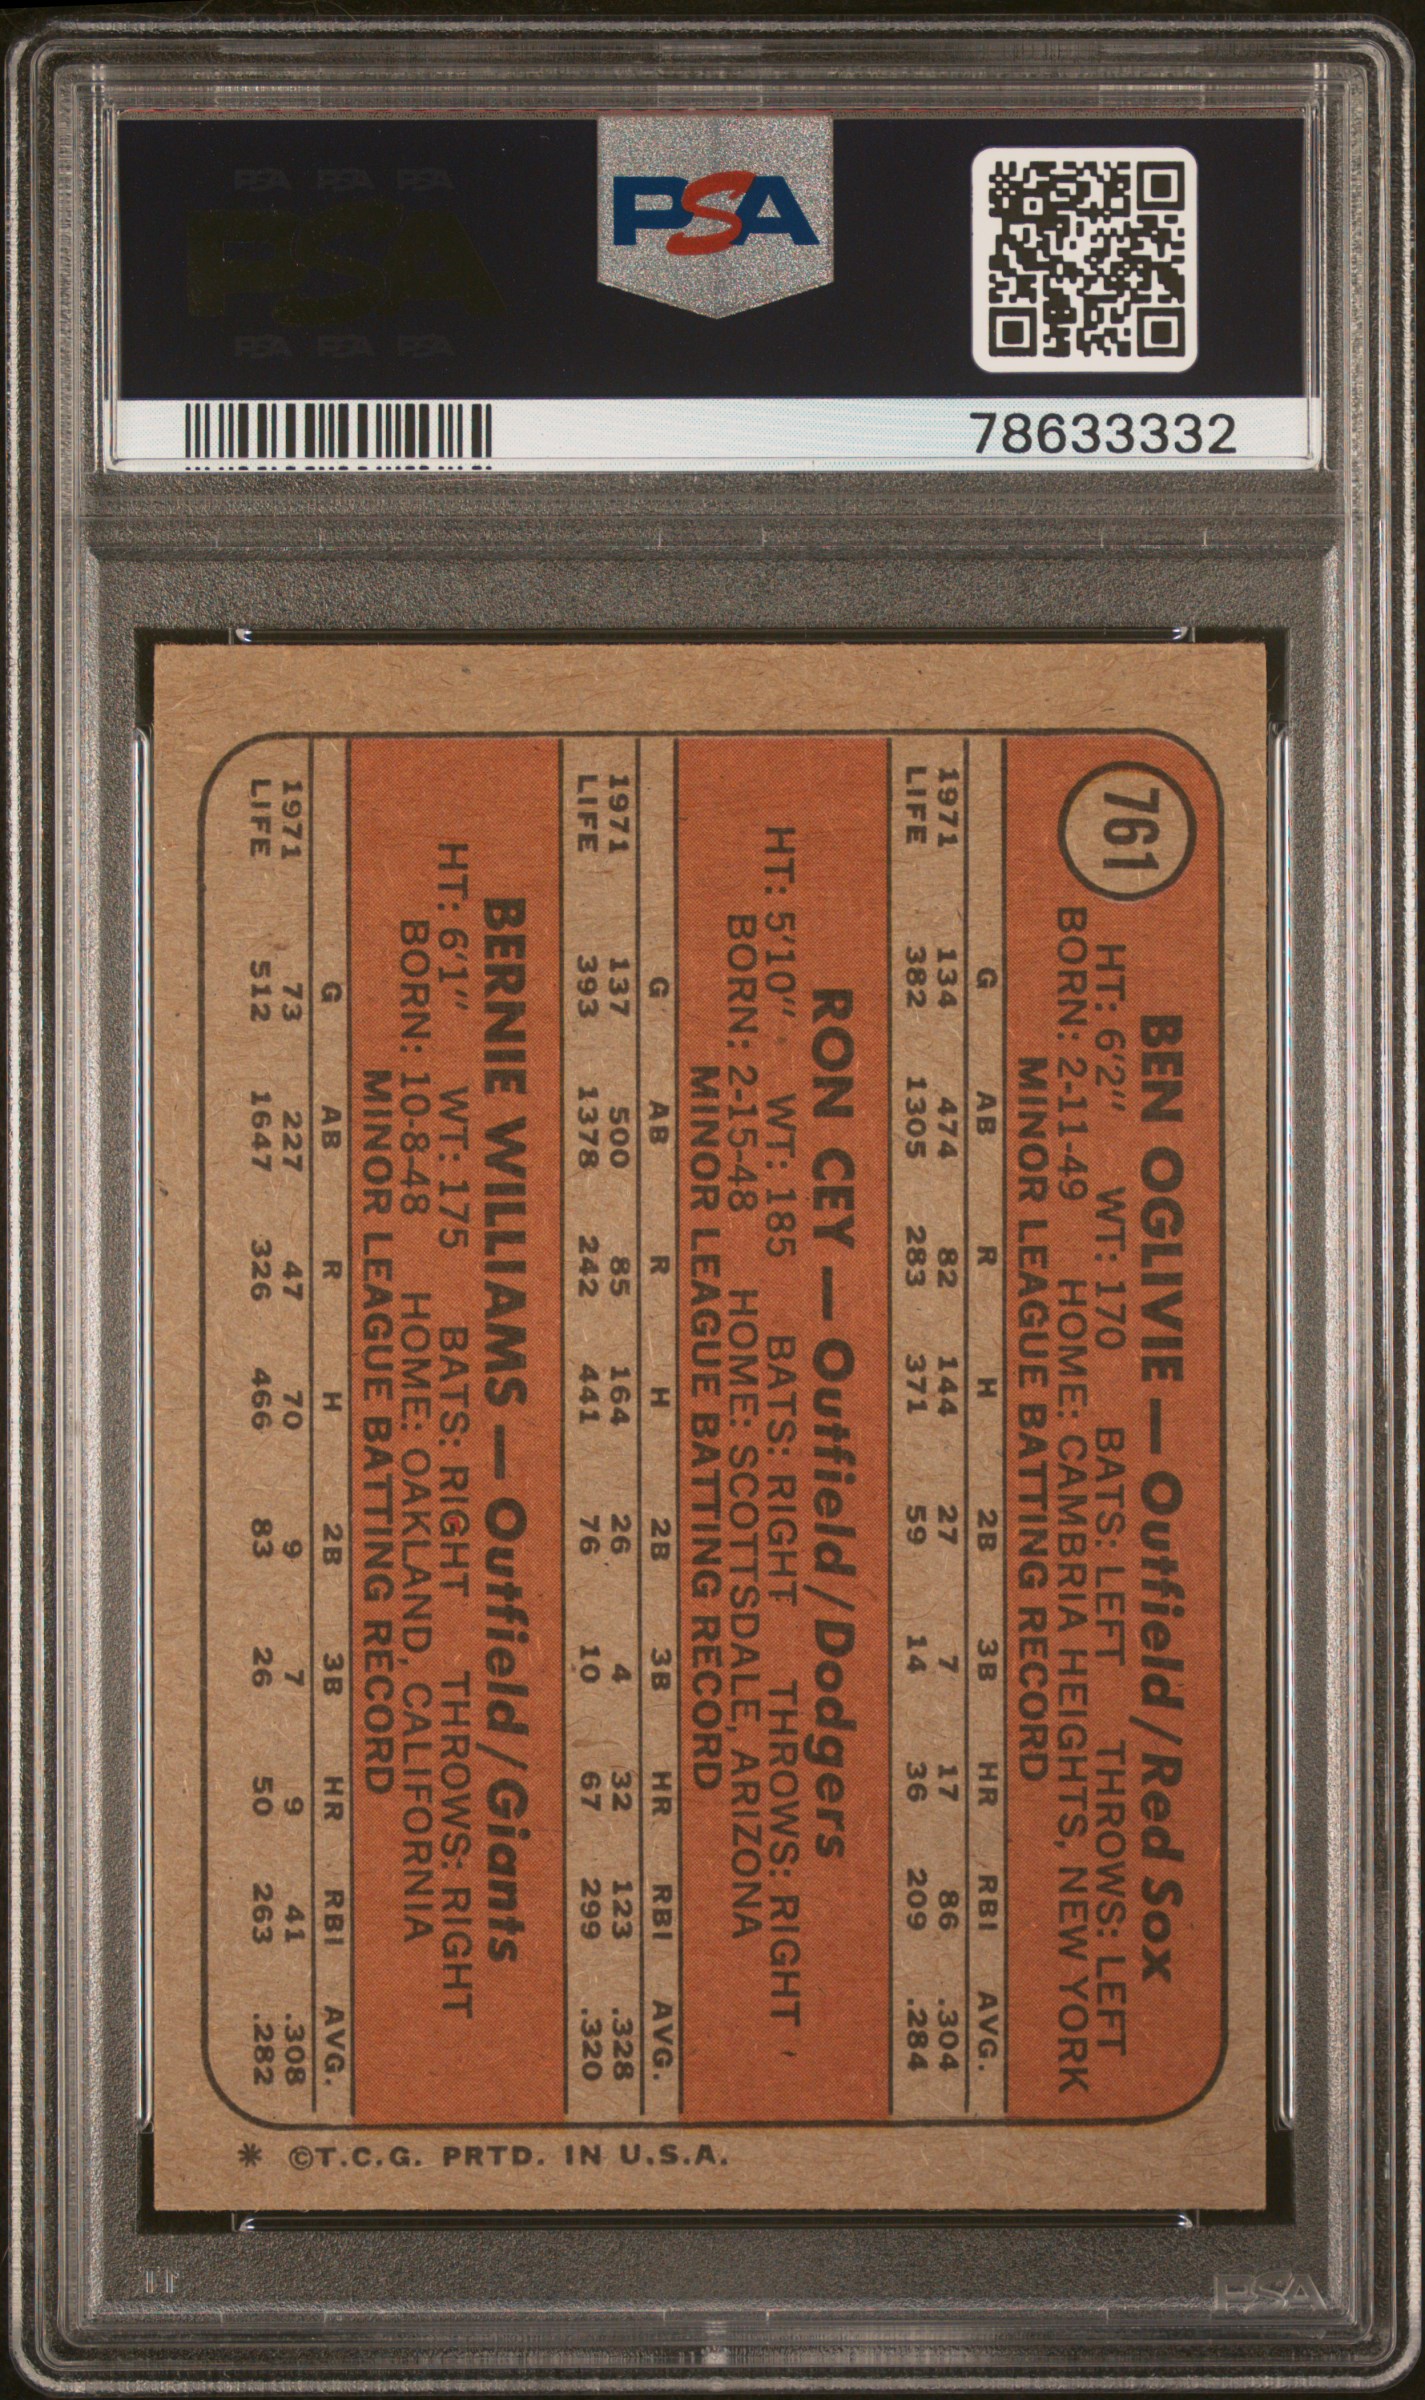 PSA PSA PSA
PSA
PSA PSA PSA
PSA
78633332
761
BEN OGLIVIE — Outfield/Red Sox
HT: 6'2" WT: 170 BATS: LEFT THROWS: LEFT
BORN: 2-11-49 HOME: CAMBRIA HEIGHTS, NEW YORK
MINOR LEAGUE BATTING RECORD
G AB R H 2B 3B HR RBI AVG.
1971 134 474 82 144 27 7 17 86 .304
LIFE 382 1305 283 371 59 14 36 209 .284
RON CEY — Outfield/Dodgers
HT: 5'10" WT: 185 BATS: RIGHT THROWS: RIGHT
BORN: 2-15-48 HOME: SCOTTSDALE, ARIZONA
MINOR LEAGUE BATTING RECORD
G AB R H 2B 3B HR RBI AVG.
1971 137 500 85 164 26 4 32 123 .328
LIFE 393 1378 242 441 76 10 67 299 .320
BERNIE WILLIAMS — Outfield/Giants
HT: 6'1" WT: 175 BATS: RIGHT THROWS: RIGHT
BORN: 10-8-48 HOME: OAKLAND, CALIFORNIA
MINOR LEAGUE BATTING RECORD
G AB R H 2B 3B HR RBI AVG.
1971 73 227 47 70 9 7 9 41 .308
LIFE 512 1647 326 466 83 26 50 263 .282
* ©T.C.G. PRTD. IN U.S.A.
PSA